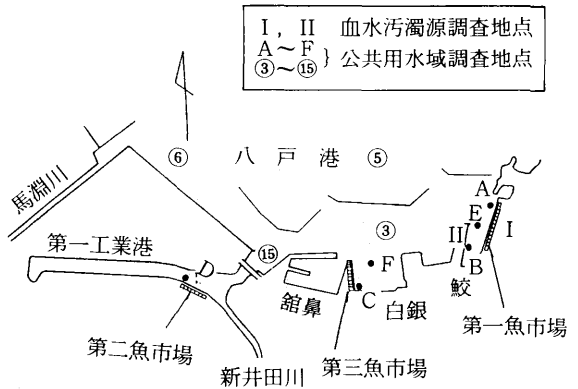 I, II 血水汚濁源調査地点
A~F
③~⑮ } 公共用水域調査地点
⑥ 八戸港 ⑤
馬淵川
A
E
I
第一工業港
⑮
③
II
D
F
B
舘鼻
C
白銀
鮫
第一魚市場
第二魚市場
第三魚市場
新井田川